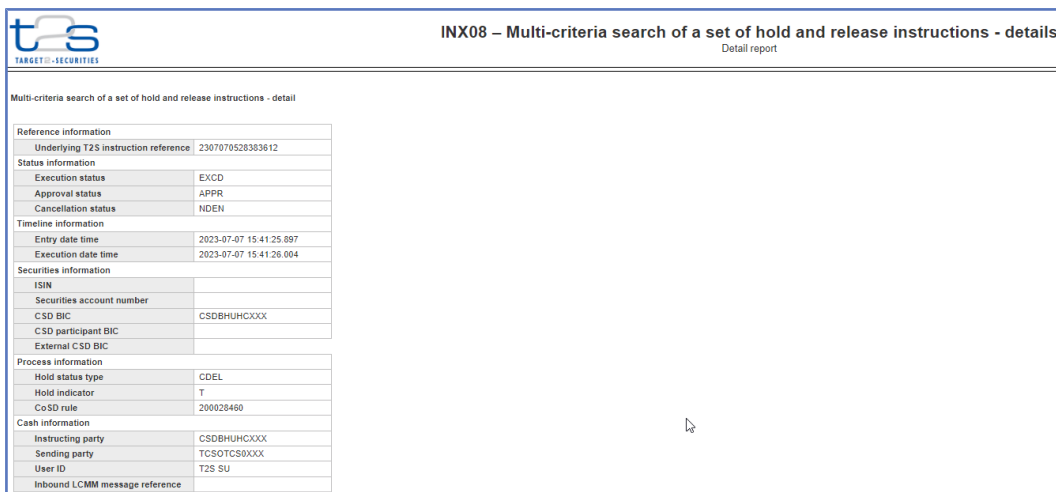 t2s
TARGET2-SECURITIES
INX08 – Multi-criteria search of a set of hold and release instructions - details
Detail report
Multi-criteria search of a set of hold and release instructions - detail
Reference information
Underlying T2S instruction reference 2307070528383612
Status information
Execution status EXCD
Approval status APPR
Cancellation status NDEN
Timeline information
Entry date time 2023-07-07 15:41:25.897
Execution date time 2023-07-07 15:41:26.004
Securities information
ISIN
Securities account number
CSD BIC CSDBHUHCXXX
CSD participant BIC
External CSD BIC
Process information
Hold status type CDEL
Hold indicator T
CoSD rule 200028460
Cash information
Instructing party CSDBHUHCXXX
Sending party TCSOTCS0XXX
User ID T2S SU
Inbound LCMM message reference